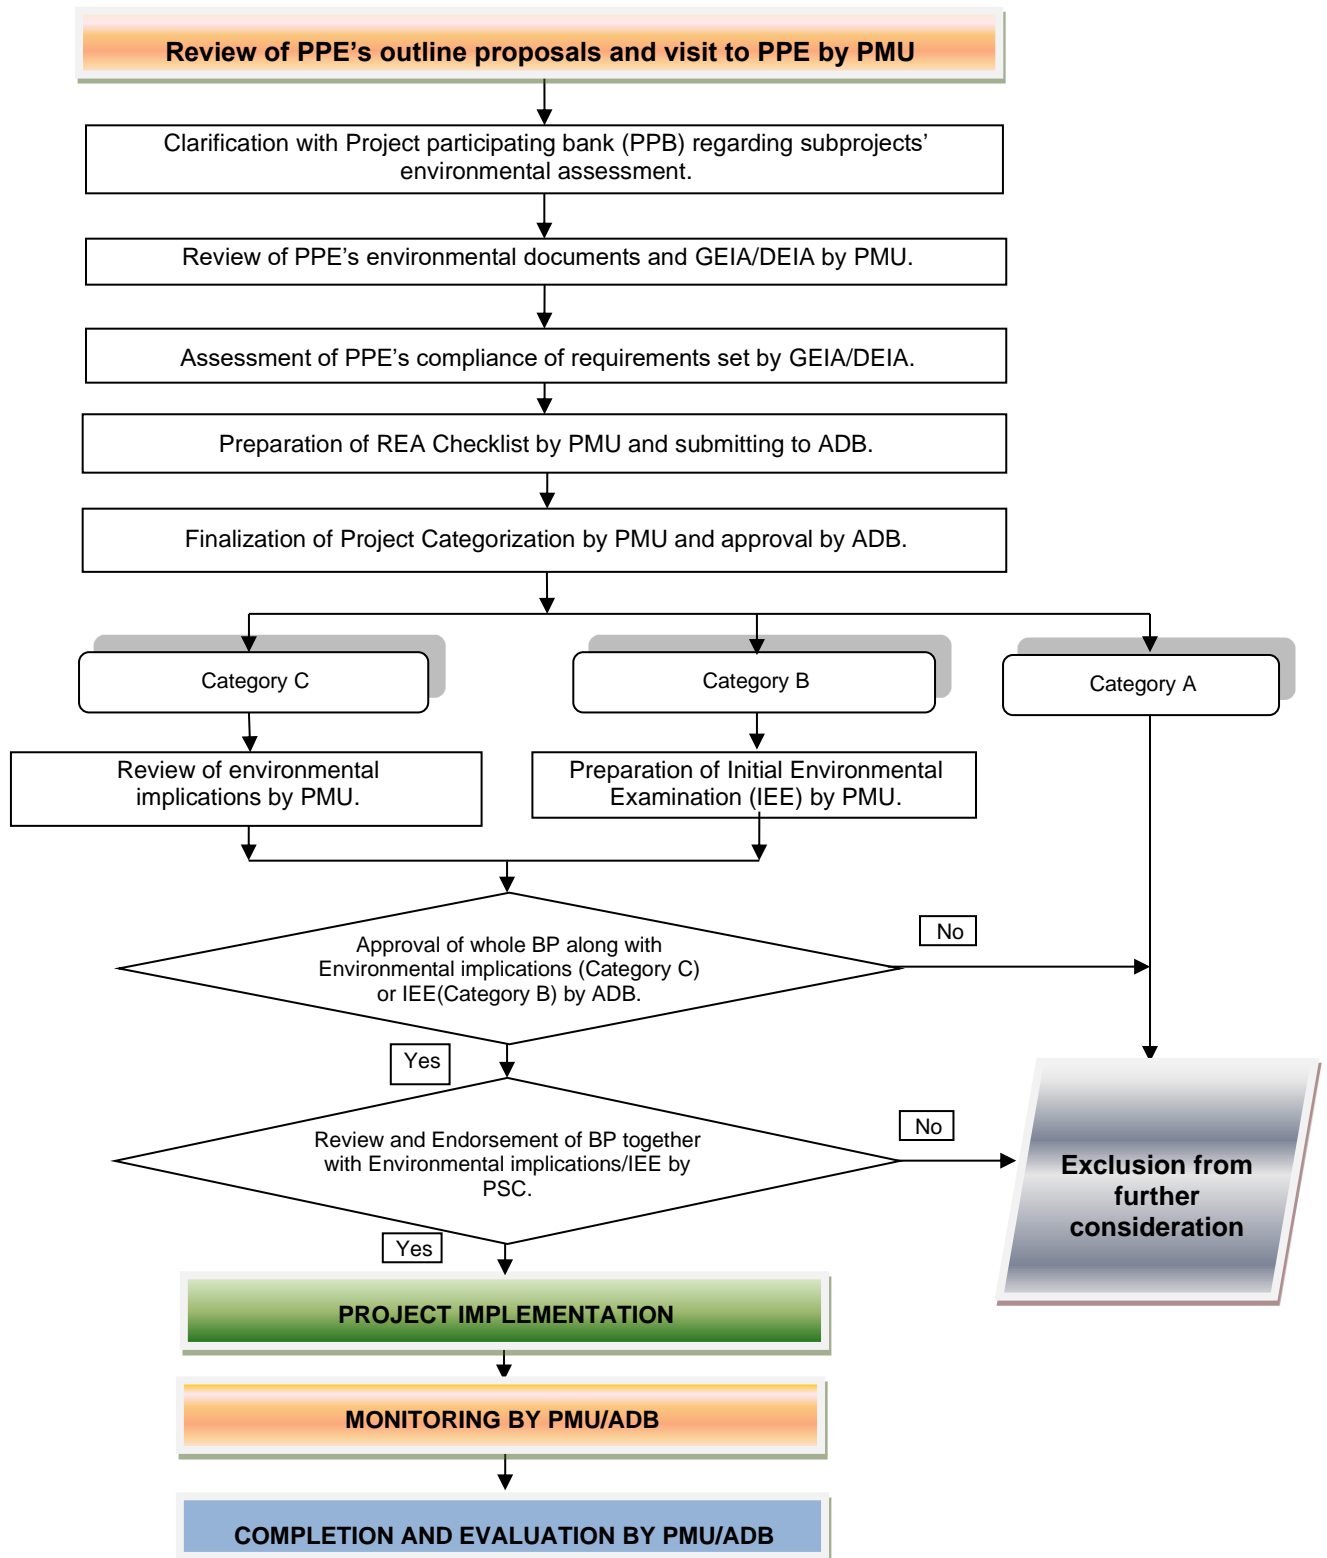 Review of PPE’s outline proposals and visit to PPE by PMU
Clarification with Project participating bank (PPB) regarding subprojects’
environmental assessment.
Review of PPE’s environmental documents and GEIA/DEIA by PMU.
Assessment of PPE’s compliance of requirements set by GEIA/DEIA.
Preparation of REA Checklist by PMU and submitting to ADB.
Finalization of Project Categorization by PMU and approval by ADB.
Category C
Category B
Category A
Review of environmental
implications by PMU.
Preparation of Initial Environmental
Examination (IEE) by PMU.
Approval of whole BP along with
Environmental implications (Category C)
or IEE(Category B) by ADB.
No
Yes
Review and Endorsement of BP together
with Environmental implications/IEE by
PSC.
No
Yes
Exclusion from
further
consideration
PROJECT IMPLEMENTATION
MONITORING BY PMU/ADB
COMPLETION AND EVALUATION BY PMU/ADB